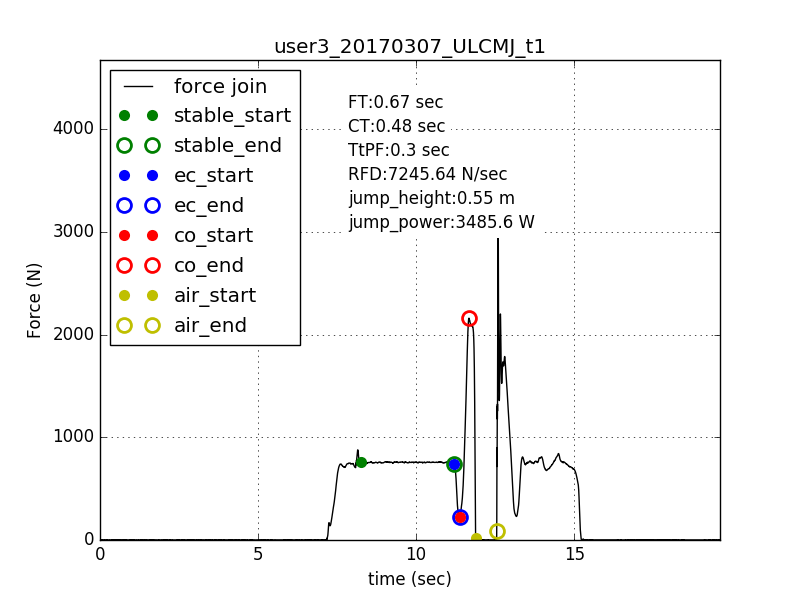 user3_20170307_ULCMJ_t1
force join
stable_start
stable_end
ec_start
ec_end
co_start
co_end
air_start
air_end
FT:0.67 sec
CT:0.48 sec
TtPF:0.3 sec
RFD:7245.64 N/sec
jump_height:0.55 m
jump_power:3485.6 W
Force (N)
4000
3000
2000
1000
0
0 5 10 15
time (sec)